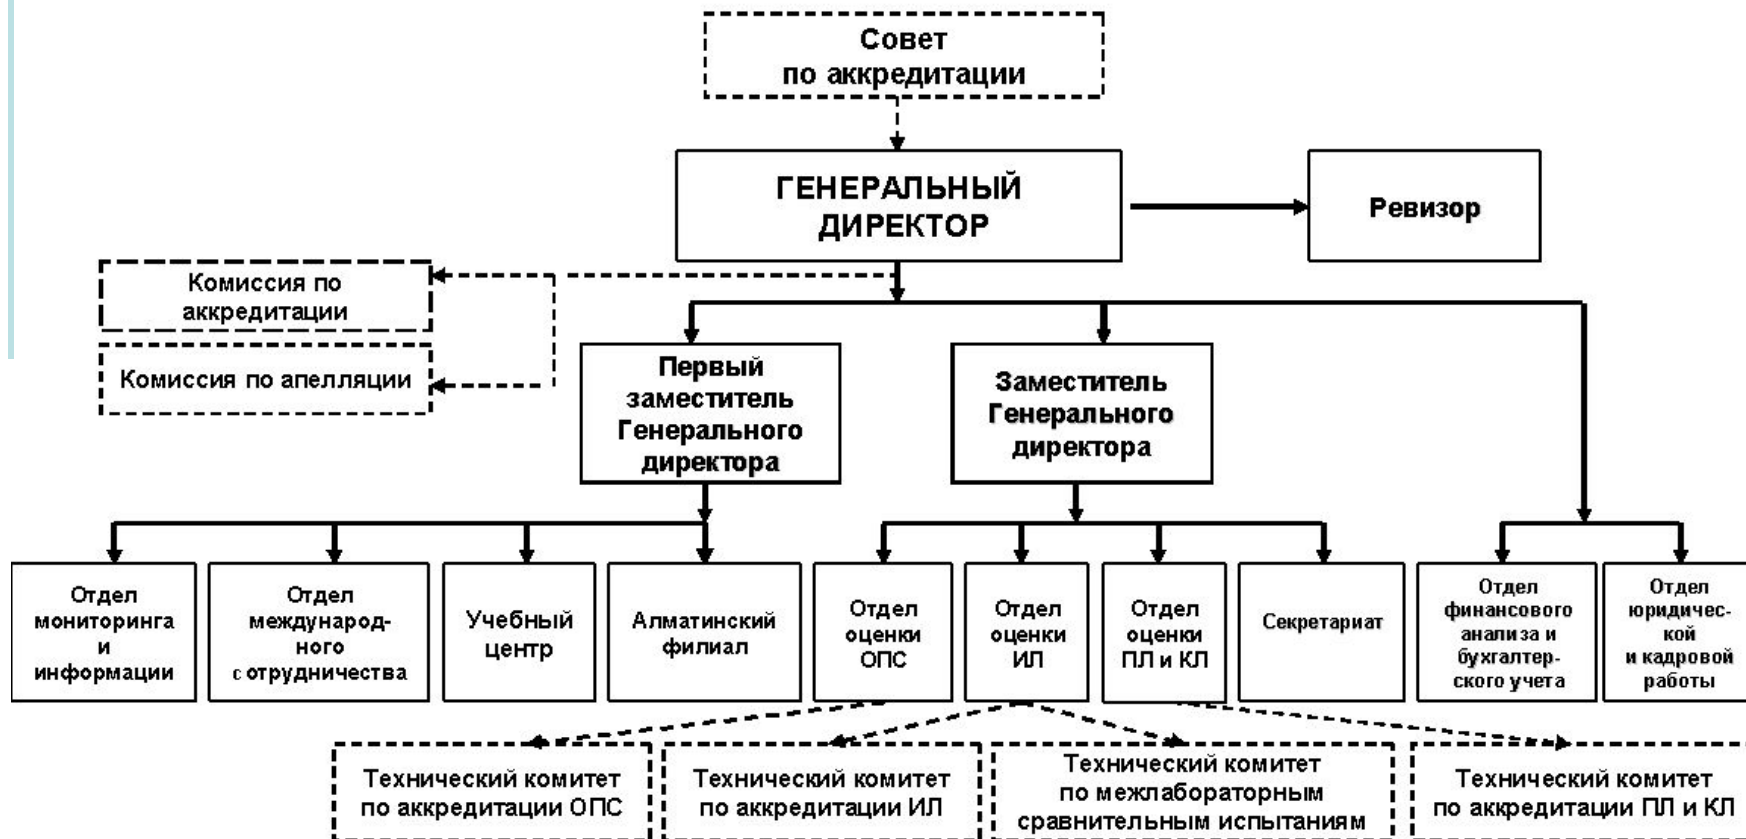 Совет
по аккредитации
ГЕНЕРАЛЬНЫЙ
ДИРЕКТОР
Ревизор
Комиссия по
аккредитации
Комиссия по апелляции
Первый
заместитель
Генерального
директора
Заместитель
Генерального
директора
Отдел
мониторинга
и
информации
Отдел
международ-
ного
сотрудничества
Учебный
центр
Алматинский
филиал
Отдел
оценки
ОПС
Отдел
оценки
ИЛ
Отдел
оценки
ПЛ и КЛ
Секретариат
Отдел
финансового
анализа и
бухгалтер-
ского учета
Отдел
юридичес-
кой
и кадровой
работы
Технический комитет
по аккредитации ОПС
Технический комитет
по аккредитации ИЛ
Технический комитет
по межлабораторным
сравнительным испытаниям
Технический комитет
по аккредитации ПЛ и КЛ